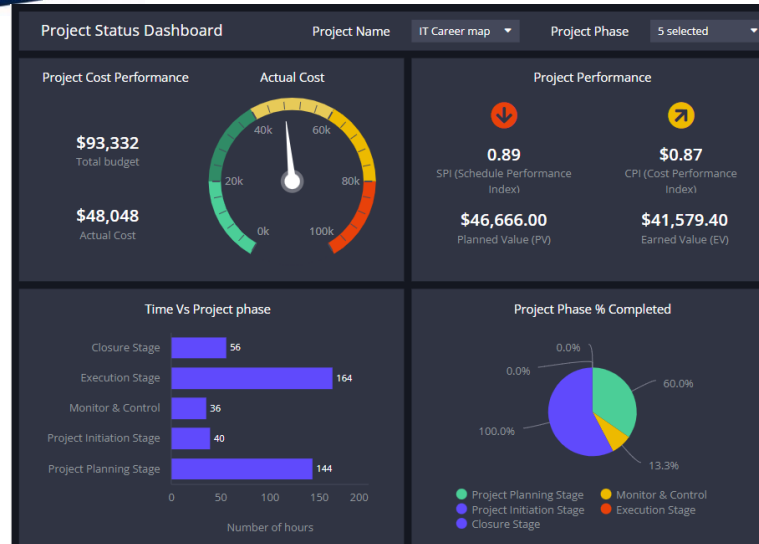 Project Status Dashboard
Project Name
IT Career map
Project Phase
5 selected
Project Cost Performance
Actual Cost
$93,332
Total budget
$48,048
Actual Cost
0k
20k
40k
60k
80k
100k
Project Performance
0.89
SPI (Schedule Performance
Index)
$0.87
CPI (Cost Performance
Index)
$46,666.00
Planned Value (PV)
$41,579.40
Earned Value (EV)
Time Vs Project phase
Closure Stage
56
Execution Stage
164
Monitor & Control
36
Project Initiation Stage
40
Project Planning Stage
144
0 50 100 150 200
Number of hours
Project Phase % Completed
0.0%
0.0%
60.0%
100.0%
13.3%
Project Planning Stage
Monitor & Control
Project Initiation Stage
Execution Stage
Closure Stage